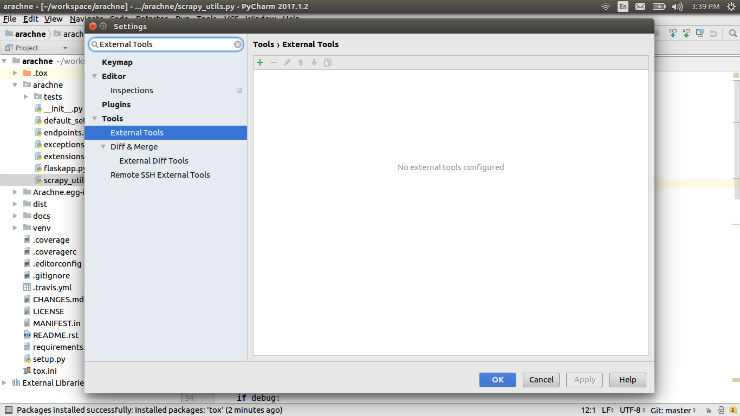 arachne - [~/workspace/arachne] - .../arachne/scrapy_utils.py - PyCharm 2017.1.2
En
3:39 PM
File Edit View Navigate Code Refactor Run Tools VCS Window Help
arachne
arachne
Project
Settings
External Tools
Keymap
Editor
Inspections
Plugins
Tools
External Tools
Diff & Merge
External Diff Tools
Remote SSH External Tools
Tools › External Tools
No external tools configured
OK
Cancel
Apply
Help
arachne ~/works
.tox
arachne
tests
__init__.py
default_set
endpoints.
exceptions
extensions
flaskapp.py
scrapy_util
Arachne.egg-i
dist
docs
venv
.coverage
.coveragerc
.editorconfig
.gitignore
.travis.yml
CHANGES.md
LICENSE
MANIFEST.in
README.rst
requirements.
setup.py
tox.ini
External Librarie
34 if debug:
Packages installed successfully: Installed packages: 'tox' (2 minutes ago)
12:1 LF÷ UTF-8÷ Git: master÷